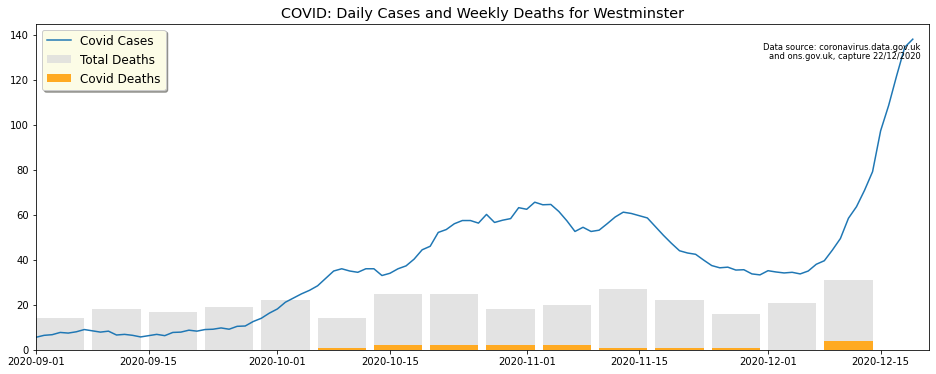 COVID: Daily Cases and Weekly Deaths for Westminster
140
120
100
80
60
40
20
0
Covid Cases
Total Deaths
Covid Deaths
Data source: coronavirus.data.gov.uk
and ons.gov.uk, capture 22/12/2020
2020-09-01
2020-09-15
2020-10-01
2020-10-15
2020-11-01
2020-11-15
2020-12-01
2020-12-15